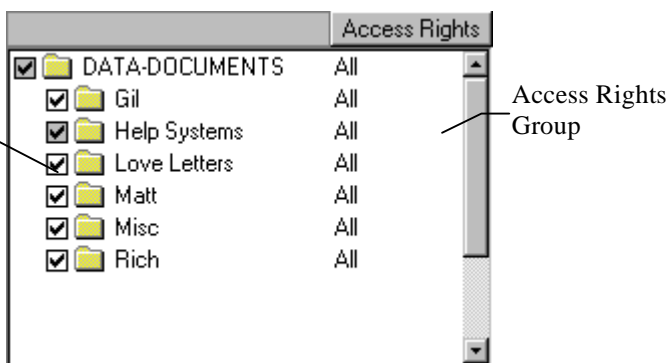 Access Rights
DATA-DOCUMENTS All
Gil All
Help Systems All
Love Letters All
Matt All
Misc All
Rich All
Access Rights
Group